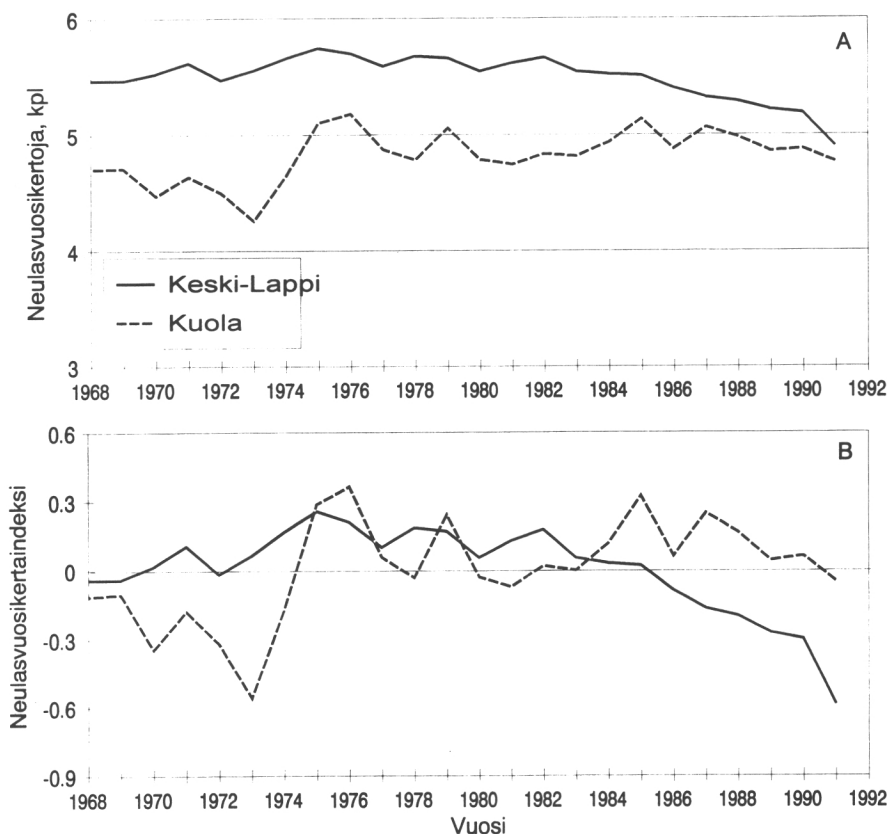 A
Neulasvuosikertoja, kpl
6
5
4
3
Keski-Lappi
Kuola
1968 1970 1972 1974 1976 1978 1980 1982 1984 1986 1988 1990 1992
B
Neulasvuosikertaindeksi
0.6
0.3
0
-0.3
-0.6
-0.9
1968 1970 1972 1974 1976 1978 1980 1982 1984 1986 1988 1990 1992
Vuosi